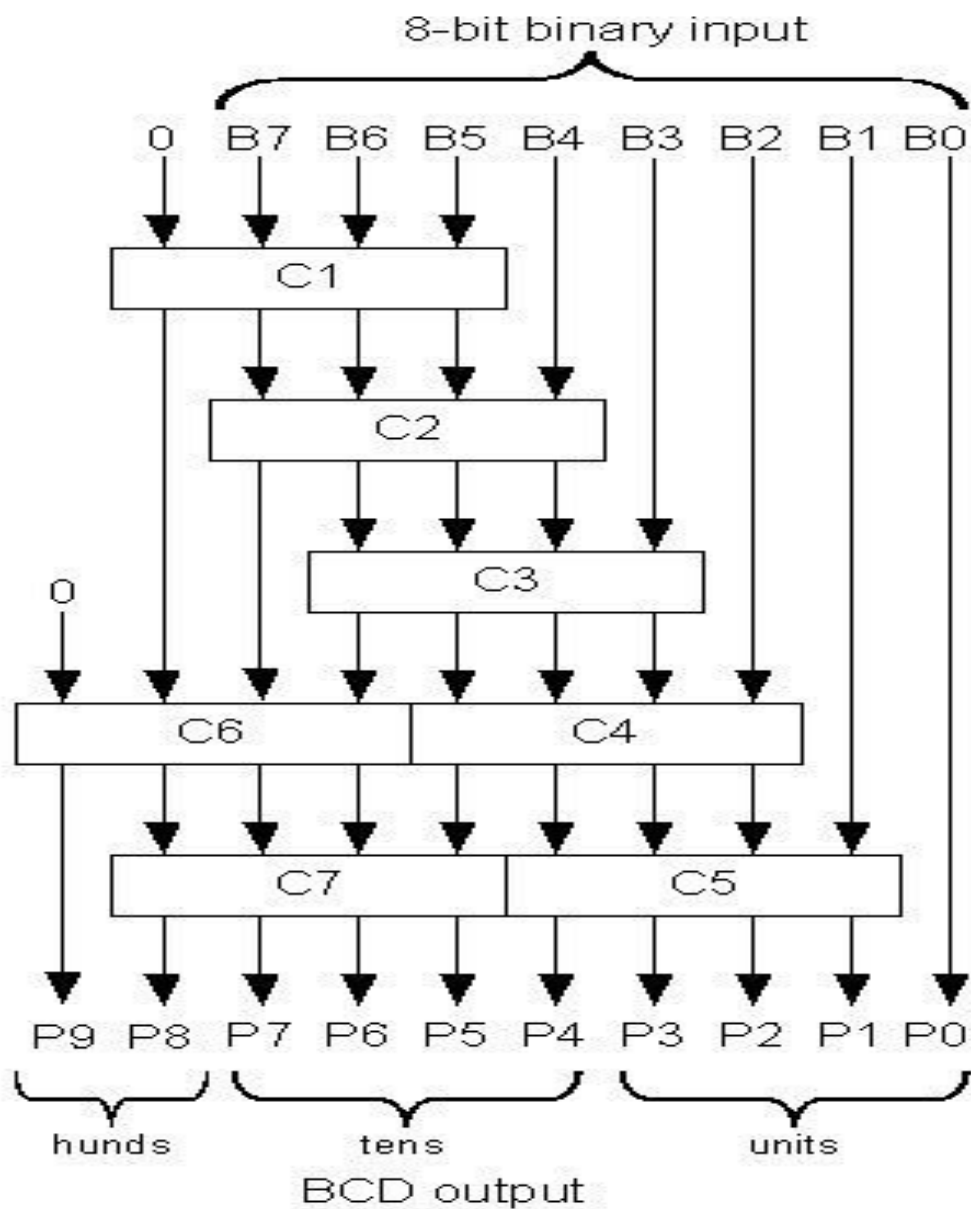 8-bit binary input
0 B7 B6 B5 B4 B3 B2 B1 B0
C1
C2
C3
0
C6 C4
C7 C5
P9 P8 P7 P6 P5 P4 P3 P2 P1 P0
hunds tens units
BCD output